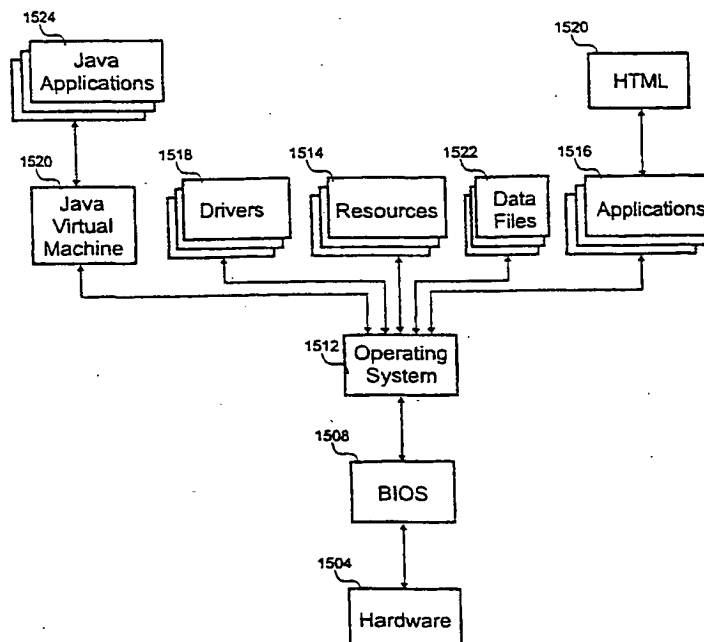 1524
Java
Applications
1520
HTML
1520
Java
Virtual
Machine
1518
Drivers
1514
Resources
1522
Data
Files
1516
Applications
1512
Operating
System
1508
BIOS
1504
Hardware